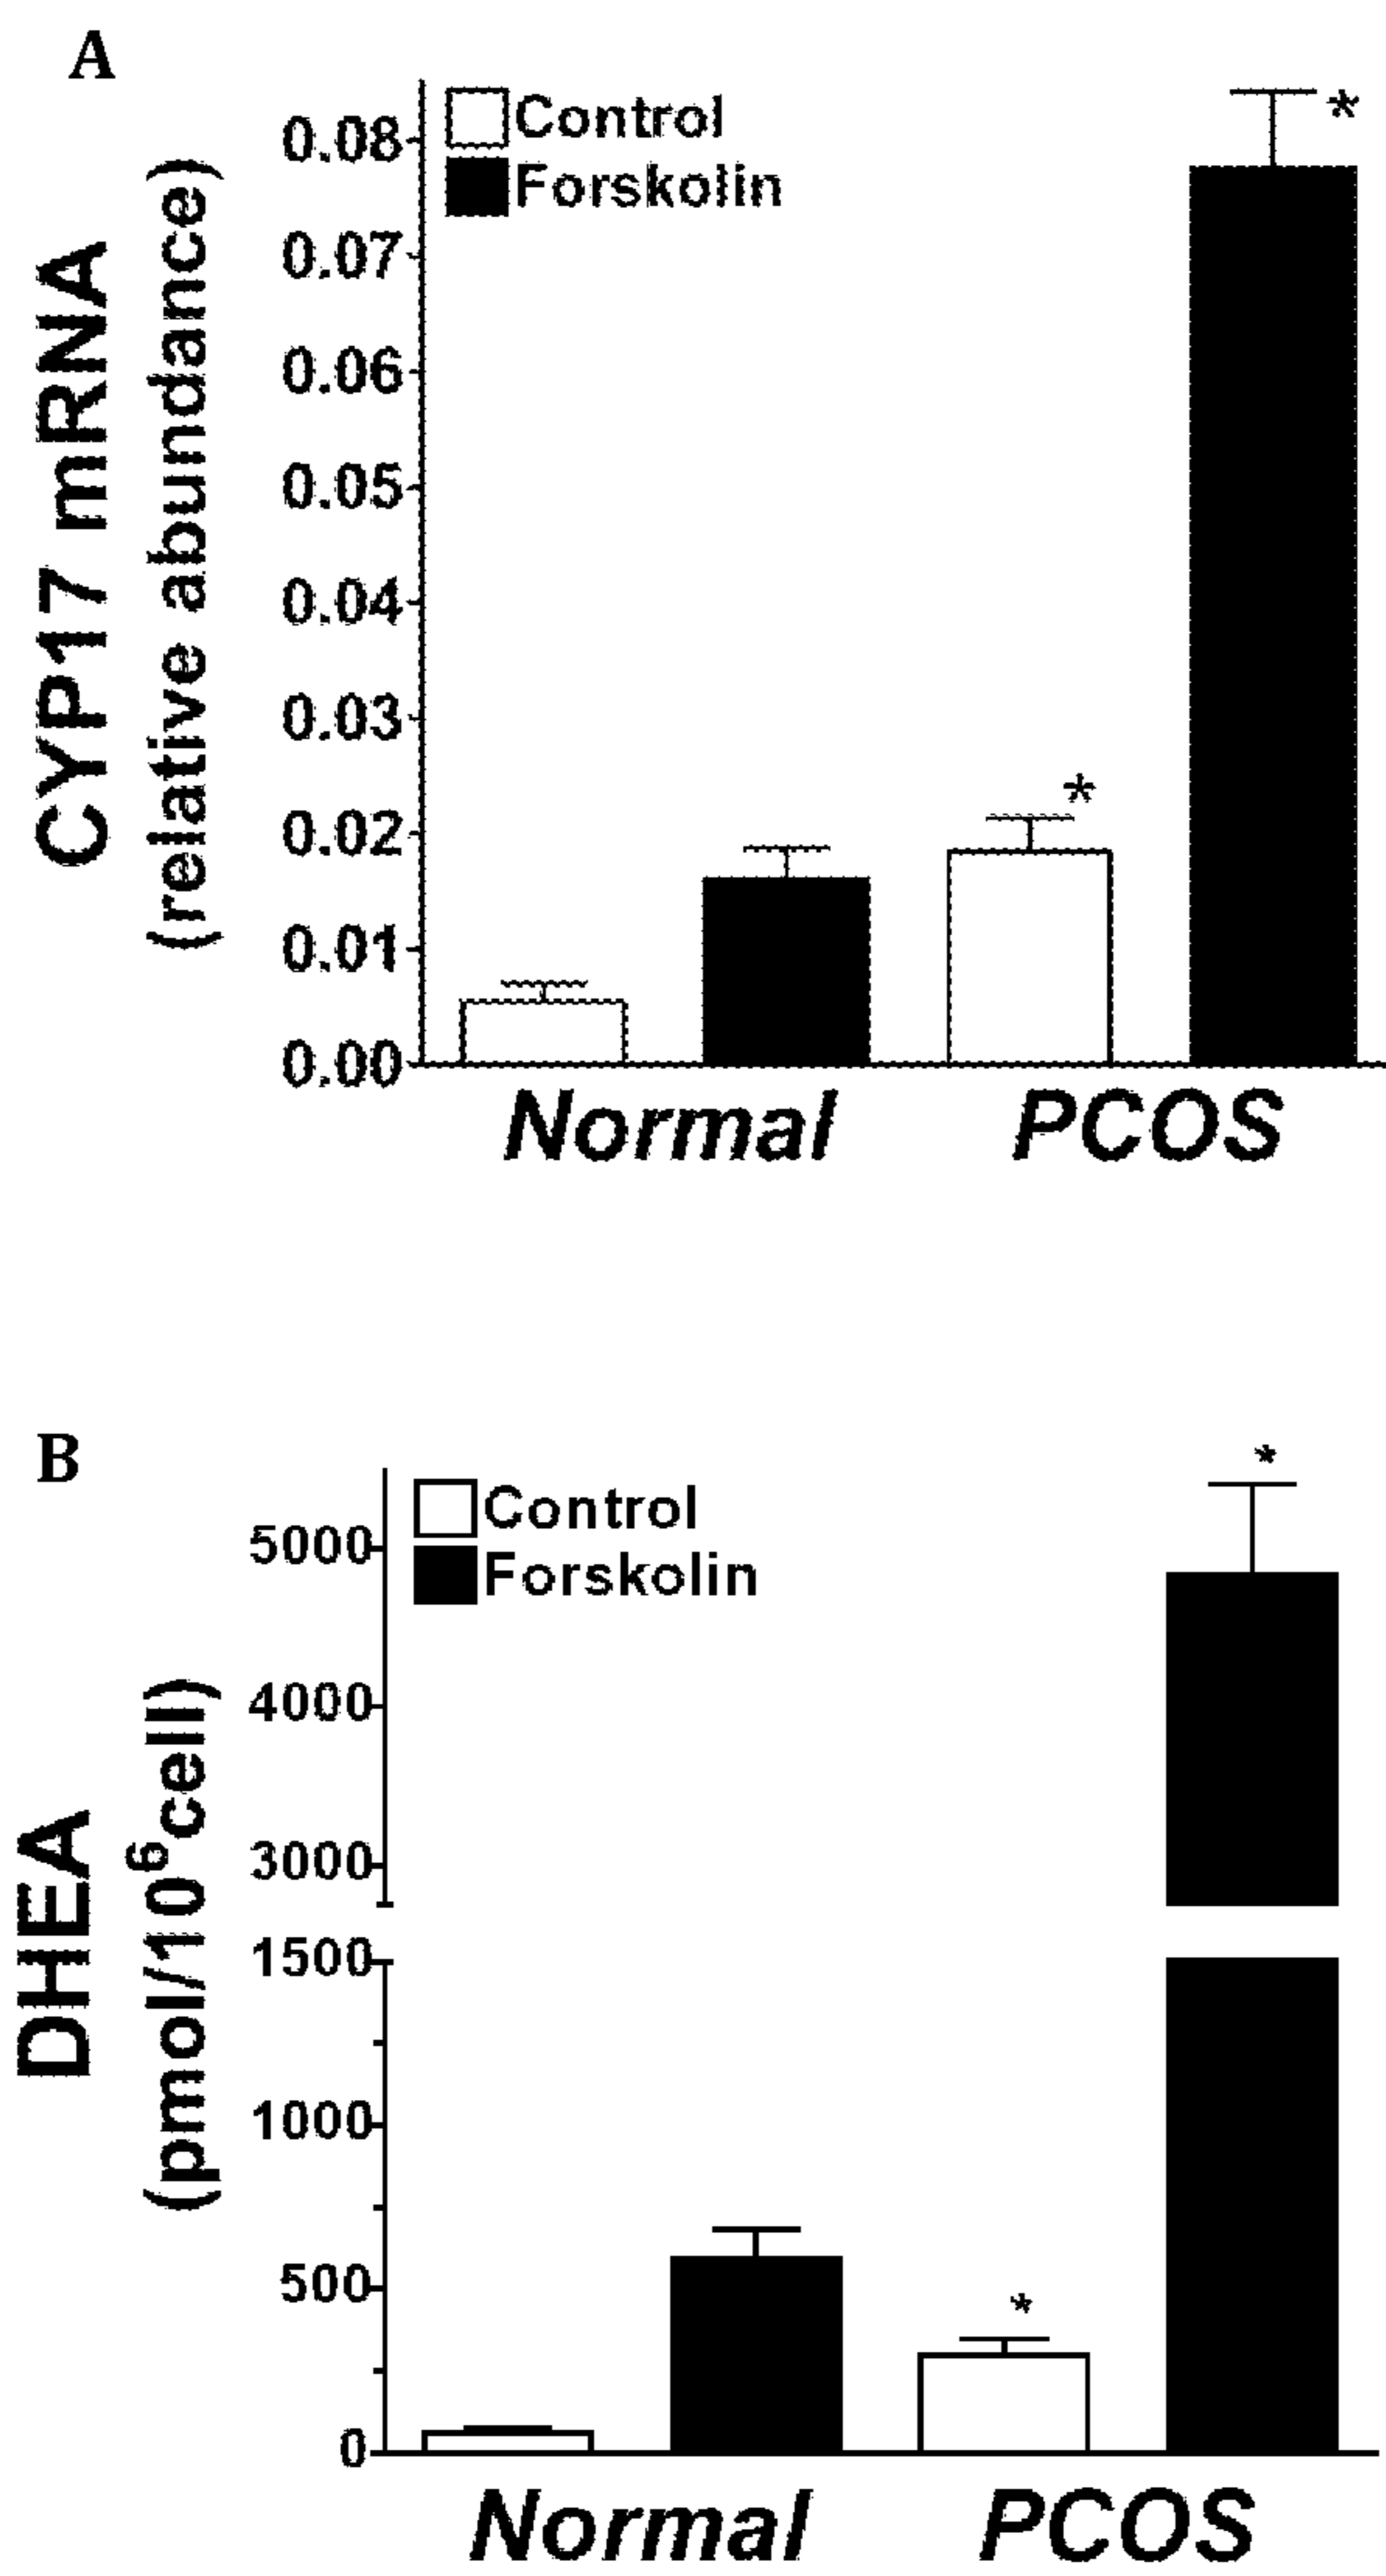 A
Control
Forskolin
CYP17 mRNA
(relative abundance)
0.08
0.07
0.06
0.05
0.04
0.03
0.02
0.01
0.00
*
*
Normal PCOS
B
Control
Forskolin
DHEA
(pmol/10⁶cell)
5000
4000
3000
1500
1000
500
0
*
*
Normal PCOS